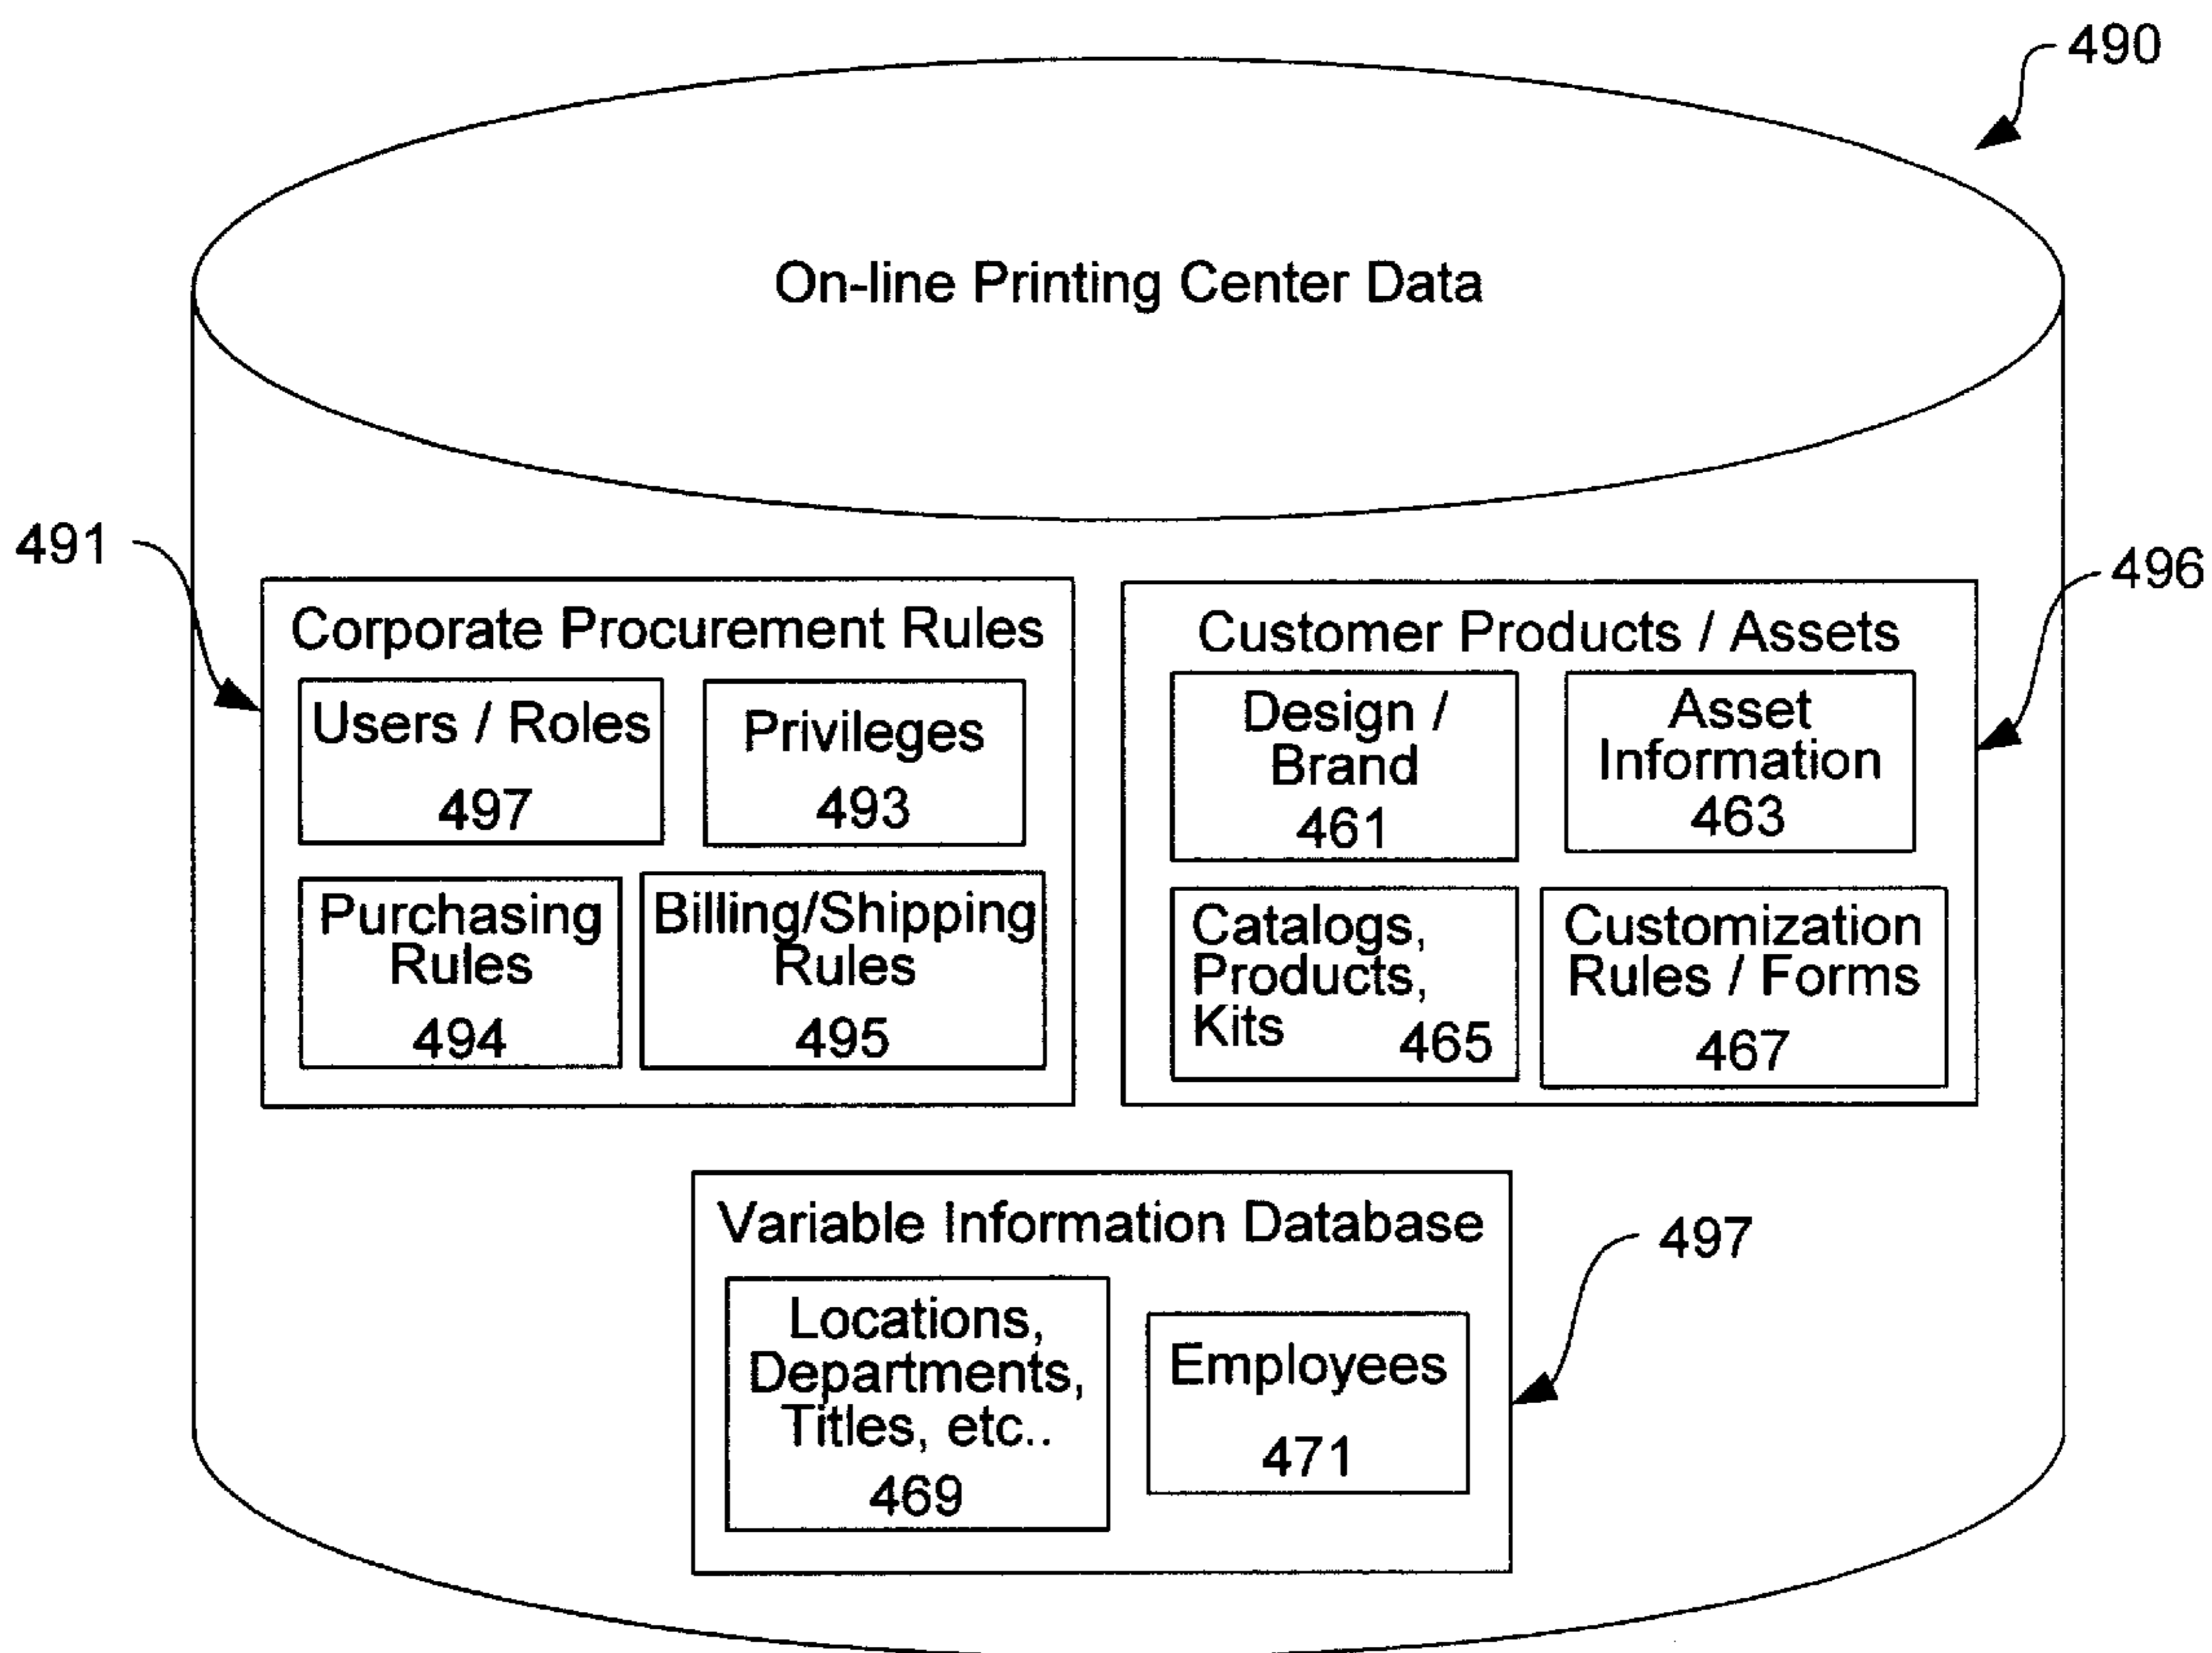 490
On-line Printing Center Data
491
496
Corporate Procurement Rules
Users / Roles
497
Privileges
493
Purchasing
Rules
494
Billing/Shipping
Rules
495
Customer Products / Assets
Design /
Brand
461
Asset
Information
463
Catalogs,
Products,
Kits
465
Customization
Rules / Forms
467
Variable Information Database
497
Locations,
Departments,
Titles, etc..
469
Employees
471